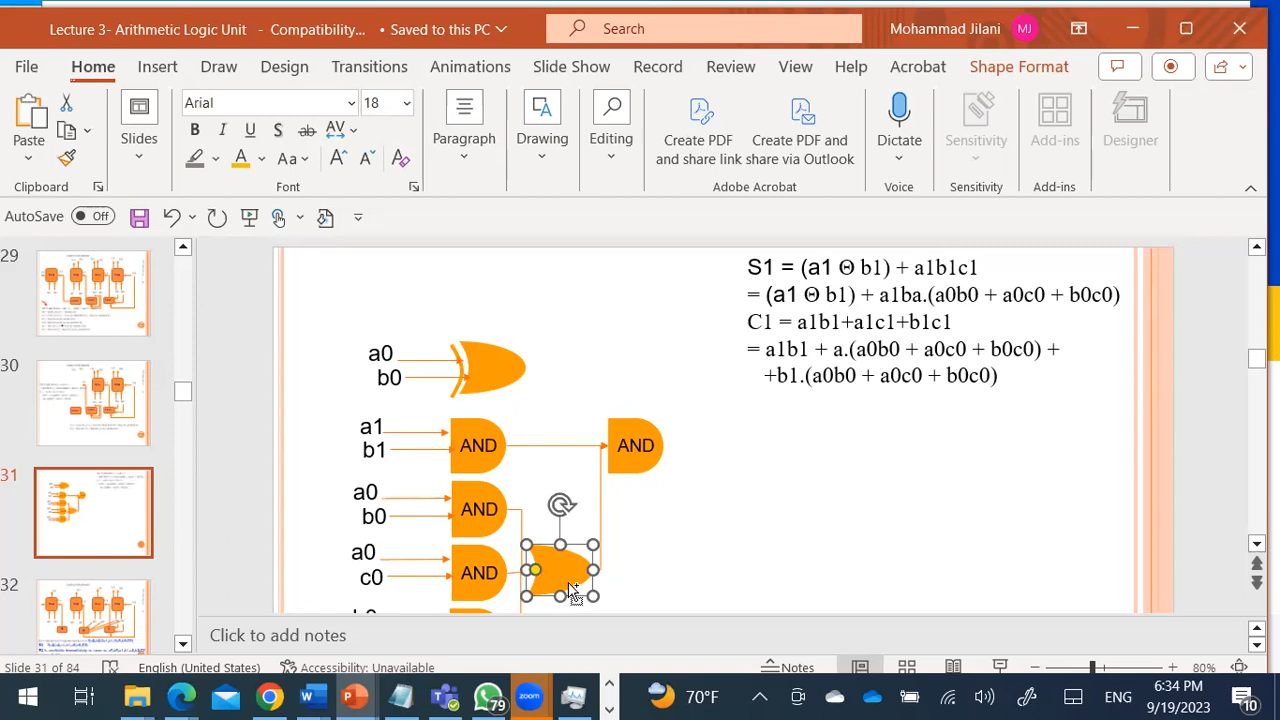 Lecture 3- Arithmetic Logic Unit - Compatibility... • Saved to this PC
Search
Mohammad Jilani MJ
File Home Insert Draw Design Transitions Animations Slide Show Record Review View Help Acrobat Shape Format
Arial 18
Paste
Slides
B I U S ab AV
Aa A A
Paragraph
Drawing
Editing
Create PDF and share link
Create PDF and share via Outlook
Dictate
Sensitivity
Add-ins
Designer
Clipboard
Font
Adobe Acrobat
Voice
Sensitivity
Add-ins
AutoSave Off
29
30
31
32
S1 = (a1 Θ b1) + a1b1c1
= (a1 Θ b1) + a1ba.(a0b0 + a0c0 + b0c0)
C1 = a1b1+a1c1+b1c1
= a1b1 + a.(a0b0 + a0c0 + b0c0) +
+b1.(a0b0 + a0c0 + b0c0)
a0
b0
a1
b1
AND
AND
a0
b0
AND
a0
c0
AND
Click to add notes
Slide 31 of 84 English (United States) Accessibility: Unavailable Notes 80%
79
zoom
70°F
ENG
6:34 PM
9/19/2023
10